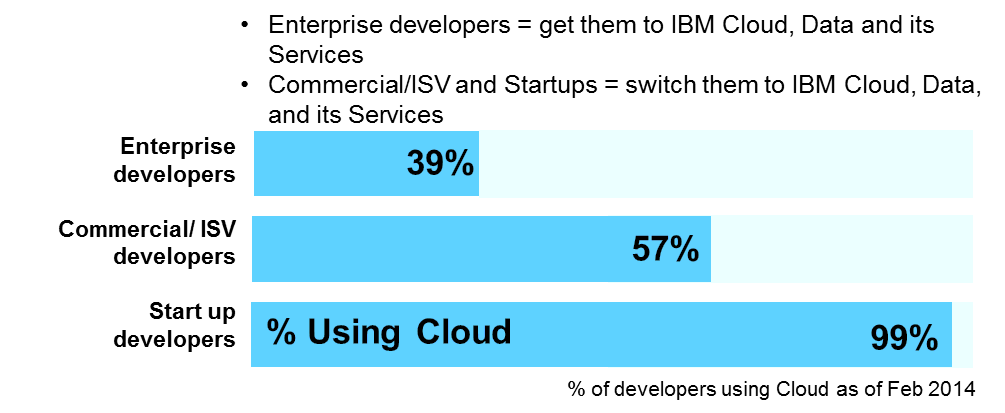 • Enterprise developers = get them to IBM Cloud, Data and its
Services
• Commercial/ISV and Startups = switch them to IBM Cloud, Data,
and its Services
Enterprise
developers
39%
Commercial/ ISV
developers
57%
Start up
developers
% Using Cloud
99%
% of developers using Cloud as of Feb 2014